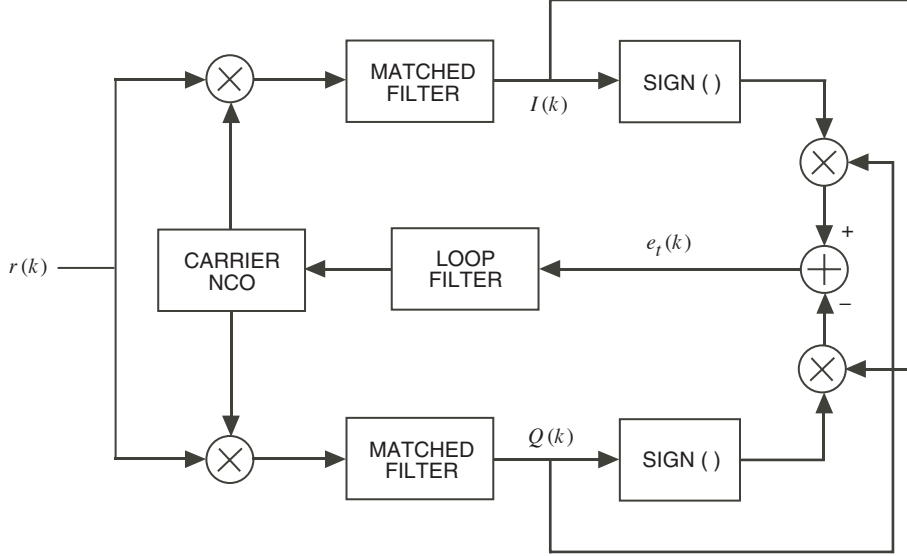 MATCHED
FILTER
I(k)
SIGN ( )
+
r(k)
CARRIER
NCO
LOOP
FILTER
e_t(k)
−
MATCHED
FILTER
Q(k)
SIGN ( )